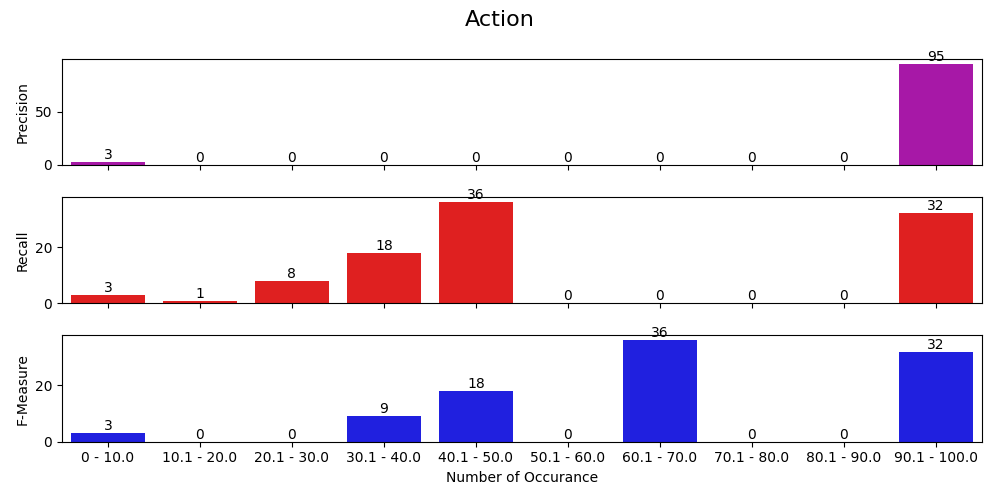 Action
Precision
50
0
3 0 0 0 0 0 0 0 0 95
Recall
20
0
3 1 8 18 36 0 0 0 0 32
F-Measure
20
0
3 0 0 9 18 0 36 0 0 32
0 - 10.0 10.1 - 20.0 20.1 - 30.0 30.1 - 40.0 40.1 - 50.0 50.1 - 60.0 60.1 - 70.0 70.1 - 80.0 80.1 - 90.0 90.1 - 100.0
Number of Occurance